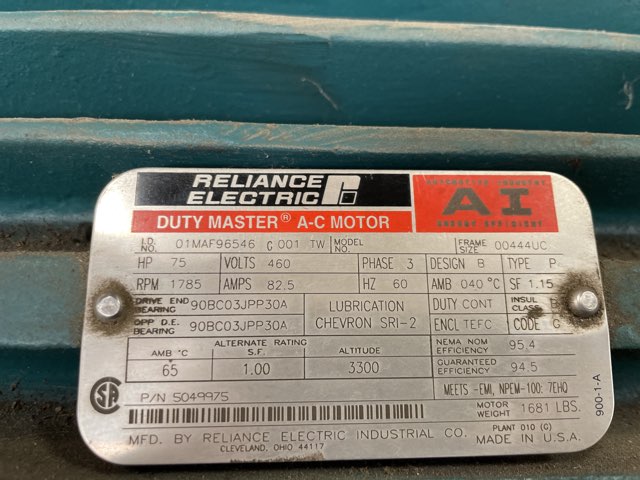 RELIANCE
ELECTRIC
DUTY MASTER® A-C MOTOR
AUTOMOTIVE INDUSTRY
AI
ENERGY EFFICIENT
I.D. NO. 01MAF96546 G 001 TW MODEL NO. FRAME SIZE 00444UC
HP 75 VOLTS 460 PHASE 3 DESIGN B TYPE P
RPM 1785 AMPS 82.5 HZ 60 AMB 040 °C SF 1.15
DRIVE END BEARING 90BC03JPP30A LUBRICATION DUTY CONT INSUL CLASS
OPP D.E. BEARING 90BC03JPP30A CHEVRON SRI-2 ENCL TEFC CODE G
ALTERNATE RATING
AMB °C S.F. ALTITUDE NEMA NOM EFFICIENCY 95.4
65 1.00 3300 GUARANTEED EFFICIENCY 94.5
P/N 5049975 MEETS -EMI, NPEM-100: 7EHQ
MOTOR WEIGHT 1681 LBS.
MFD. BY RELIANCE ELECTRIC INDUSTRIAL CO. PLANT 010 (G)
CLEVELAND, OHIO 44117 MADE IN U.S.A.
900-1-A